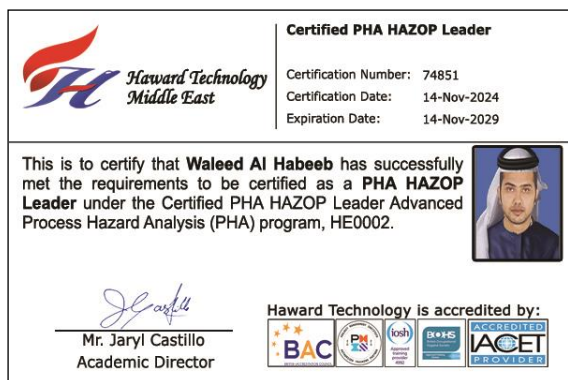 Haward Technology
Middle East
Certified PHA HAZOP Leader
Certification Number: 74851
Certification Date: 14-Nov-2024
Expiration Date: 14-Nov-2029
This is to certify that Waleed Al Habeeb has successfully
met the requirements to be certified as a PHA HAZOP
Leader under the Certified PHA HAZOP Leader Advanced
Process Hazard Analysis (PHA) program, HE0002.
Mr. Jaryl Castillo
Academic Director
Haward Technology is accredited by:
BAC
iosh
Approved
training
provider
ACCREDITED
IACET
PROVIDER